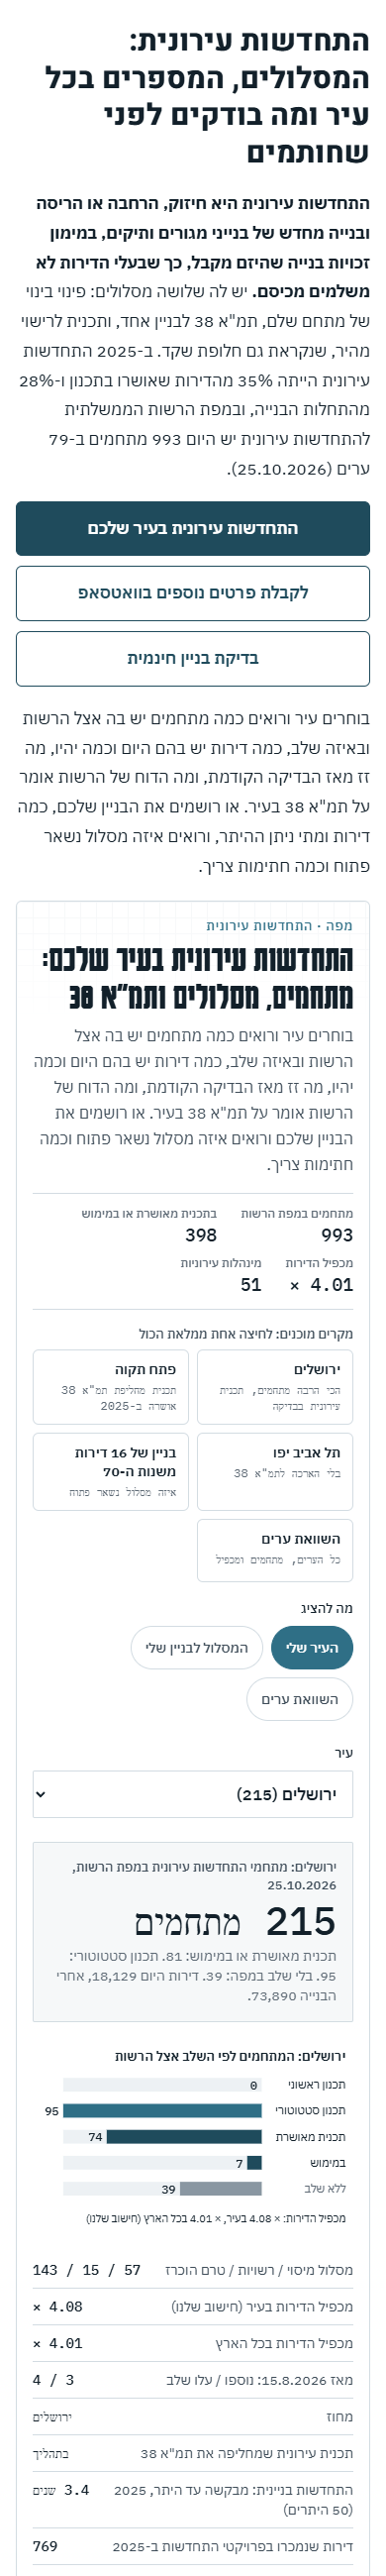 התחדשות עירונית:
המסלולים, המספרים בכל
עיר ומה בודקים לפני
שחותמים
התחדשות עירונית היא חיזוק, הרחבה או הריסה
ובנייה מחדש של בנייני מגורים ותיקים, במימון
זכויות בנייה שהיזם מקבל, כך שבעלי הדירות לא
משלמים מכיסם. יש לה שלושה מסלולים: פינוי בינוי
של מתחם שלם, תמ"א 38 לבניין אחד, ותכנית לרישוי
מהיר, שנקראת גם חלופת שקד. ב-2025 התחדשות
עירונית הייתה 35% מהדירות שאושרו בתכנון ו-28%
מהתחלות הבנייה, ובמפת הרשות הממשלתית
להתחדשות עירונית יש היום 993 מתחמים ב-79
ערים (25.10.2026).
התחדשות עירונית בעיר שלכם
לקבלת פרטים נוספים בוואטסאפ
בדיקת בניין חינמית
בוחרים עיר ורואים כמה מתחמים יש בה אצל הרשות
ובאיזה שלב, כמה דירות יש בהם היום וכמה יהיו, מה
זז מאז הבדיקה הקודמת, ומה הדוח של הרשות אומר
על תמ"א 38 בעיר. או רושמים את הבניין שלכם, כמה
דירות ומתי ניתן ההיתר, ורואים איזה מסלול נשאר
פתוח וכמה חתימות צריך.
מפה · התחדשות עירונית
התחדשות עירונית בעיר שלכם:
מתחמים, מסלולים ותמ"א 38
בוחרים עיר ורואים כמה מתחמים יש בה אצל
הרשות ובאיזה שלב, כמה דירות יש בהם היום וכמה
יהיו, מה זז מאז הבדיקה הקודמת, ומה הדוח של
הרשות אומר על תמ"א 38 בעיר. או רושמים את
הבניין שלכם ורואים איזה מסלול נשאר פתוח וכמה
חתימות צריך.
מתחמים במפת הרשות
993
בתכנית מאושרת או במימוש
398
מכפיל הדירות
× 4.01
מינהלות עירוניות
51
מקרים מוכנים: לחיצה אחת ממלאת הכול
ירושלים
הכי הרבה מתחמים, תכנית
עירונית בבדיקה
פתח תקוה
תכנית מחליפת תמ"א 38
אושרה ב-2025
תל אביב יפו
בלי הארכה לתמ"א 38
בניין של 16 דירות
משנות ה-70
איזה מסלול נשאר פתוח
השוואת ערים
כל הערים, מתחמים ומכפיל
מה להציג
העיר שלי
המסלול לבניין שלי
השוואת ערים
עיר
ירושלים (215)
ירושלים: מתחמי התחדשות עירונית במפת הרשות,
25.10.2026
215 מתחמים
תכנית מאושרת או במימוש: 81. תכנון סטטוטורי:
95. בלי שלב במפה: 39. דירות היום 18,129, אחרי
הבנייה 73,890.
ירושלים: המתחמים לפי השלב אצל הרשות
תכנון ראשוני 0
תכנון סטטוטורי 95
תכנית מאושרת 74
במימוש 7
ללא שלב 39
מכפיל הדירות: × 4.08 בעיר, × 4.01 בכל הארץ (חישוב שלנו)
מסלול מיסוי / רשויות / טרם הוכרז 57 / 15 / 143
מכפיל הדירות בעיר (חישוב שלנו) × 4.08
מכפיל הדירות בכל הארץ × 4.01
מאז 15.8.2026: נוספו / עלו שלב 3 / 4
מחוז ירושלים
תכנית עירונית שמחליפה את תמ"א 38 בתהליך
התחדשות בניינית: מבקשה עד היתר, 2025 3.4 שנים
(50 היתרים)
דירות שנמכרו בפרויקטי התחדשות ב-2025 769